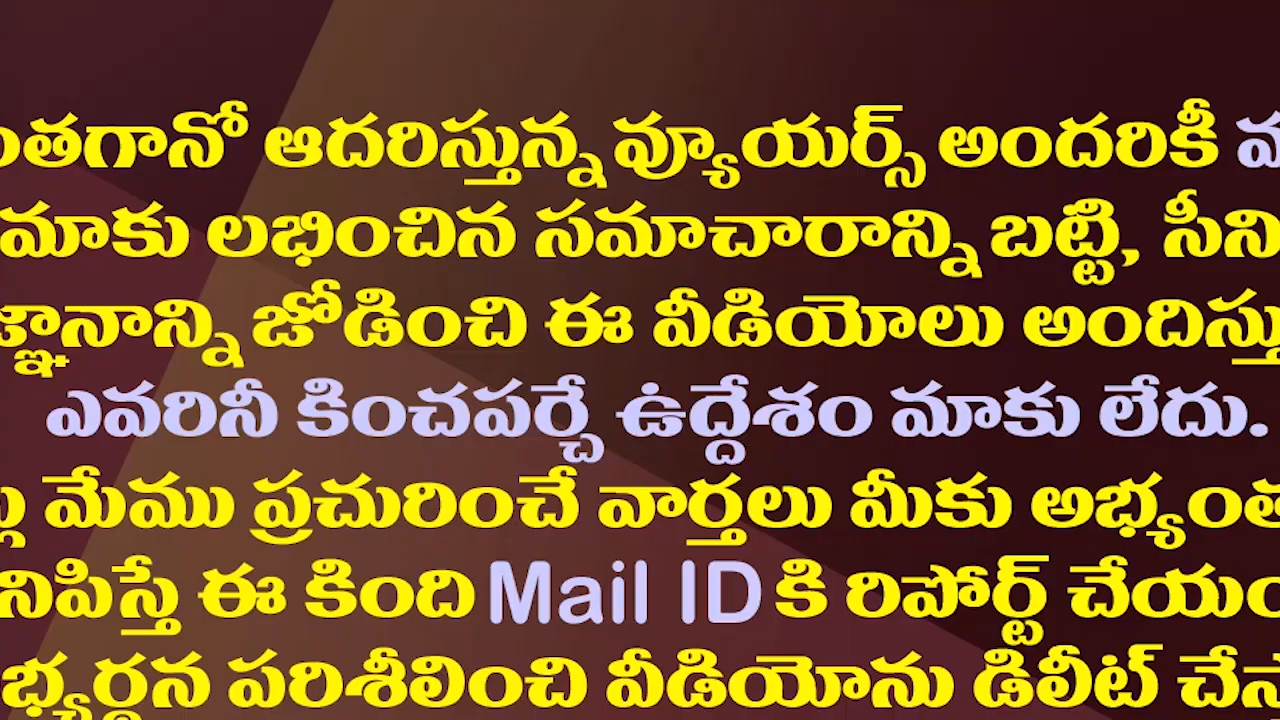 ంతగానో ఆదరిస్తున్న వ్యూయర్స్ అందరికీ
మాకు లభించిన సమాచారాన్ని బట్టి, సీని
జ్ఞానాన్ని జోడించి ఈ వీడియోలు అందిస్తు
ఎవరినీ కించపర్చే ఉద్దేశం మాకు లేదు.
మేము ప్రచురించే వార్తలు మీకు అభ్యంత
నిపిస్తే ఈ కింది Mail ID కి రిపోర్ట్ చేయం
భ్యర్థన పరిశీలించి వీడియోను డిలీట్ చేస